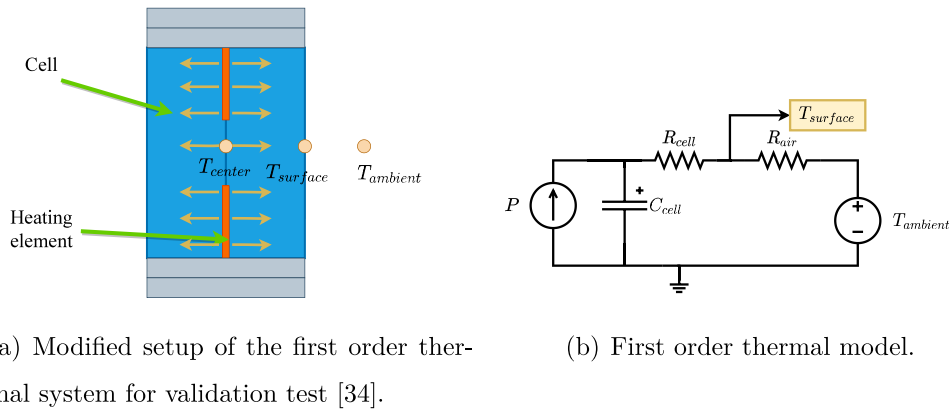 Cell
T_center
T_surface
T_ambient
Heating
element
T_surface
R_cell
R_air
P
C_cell
T_ambient
a) Modified setup of the first order ther-
nal system for validation test [34].
(b) First order thermal model.